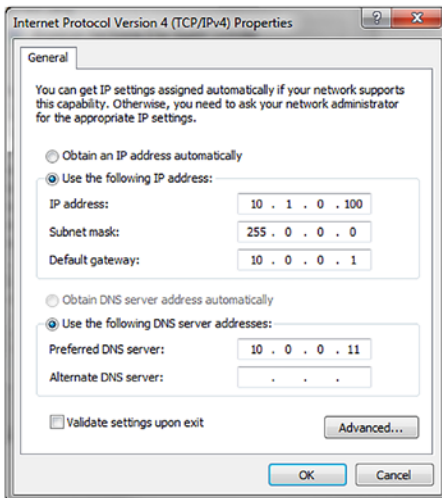 Internet Protocol Version 4 (TCP/IPv4) Properties
General
You can get IP settings assigned automatically if your network supports
this capability. Otherwise, you need to ask your network administrator
for the appropriate IP settings.
Obtain an IP address automatically
Use the following IP address:
IP address: 10 . 1 . 0 . 100
Subnet mask: 255 . 0 . 0 . 0
Default gateway: 10 . 0 . 0 . 1
Obtain DNS server address automatically
Use the following DNS server addresses:
Preferred DNS server: 10 . 0 . 0 . 11
Alternate DNS server: . . .
Validate settings upon exit
Advanced...
OK Cancel